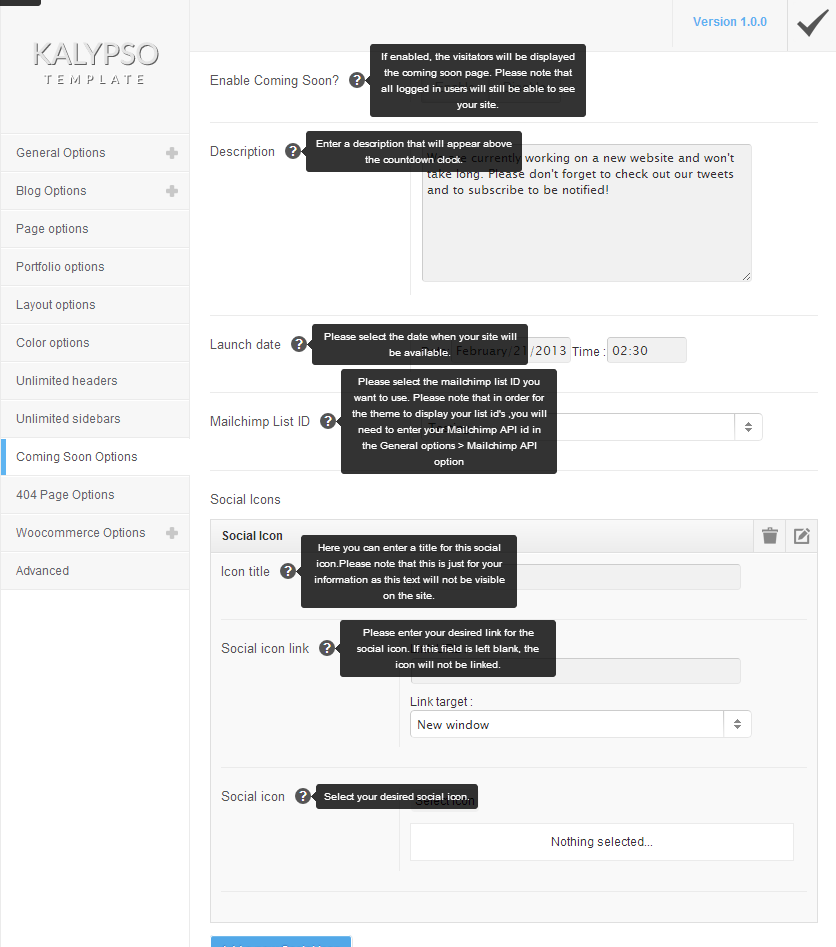 Version 1.0.0
KALYPSO
TEMPLATE
General Options
Blog Options
Page options
Portfolio options
Layout options
Color options
Unlimited headers
Unlimited sidebars
Coming Soon Options
404 Page Options
Woocommerce Options
Advanced
Enable Coming Soon?
If enabled, the visitors will be displayed
the coming soon page. Please note that
all logged in users will still be able to see
your site.
Description
Enter a description that will appear above
the countdown clock.
currently working on a new website and won't
take long. Please don't forget to check out our tweets
and to subscribe to be notified!
Launch date
Please select the date when your site will
be available.
February/21/2013 Time : 02:30
Mailchimp List ID
Please select the mailchimp list ID you
want to use. Please note that in order for
the theme to display your list id's ,you will
need to enter your Mailchimp API id in
the General options > Mailchimp API
option
Social Icons
Social Icon
Icon title
Here you can enter a title for this social
icon.Please note that this is just for your
information as this text will not be visible
on the site.
Social icon link
Please enter your desired link for the
social icon. If this field is left blank, the
icon will not be linked.
Link target :
New window
Social icon
Select your desired social icon.
Select icon
Nothing selected...